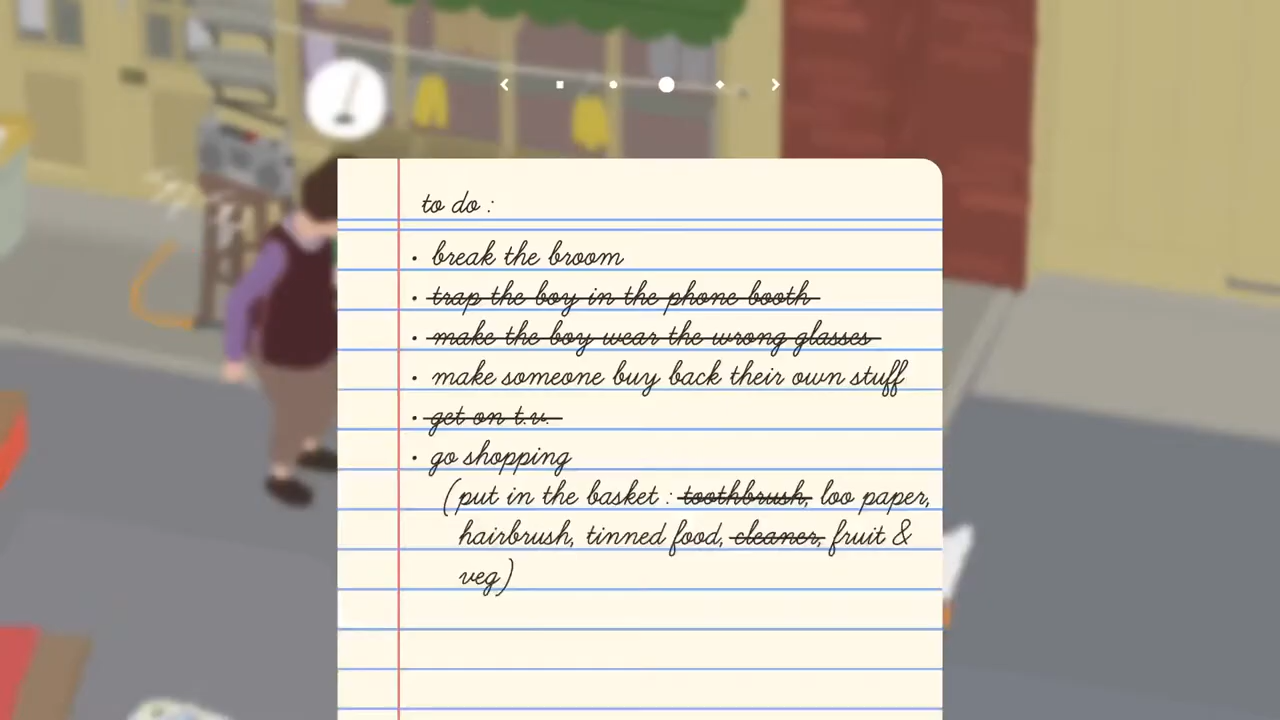 to do :
• break the broom
• trap the boy in the phone booth
• make the boy wear the wrong glasses
• make someone buy back their own stuff
• get on t.v.
• go shopping
(put in the basket : toothbrush, loo paper,
hairbrush, tinned food, cleaner, fruit &
veg)